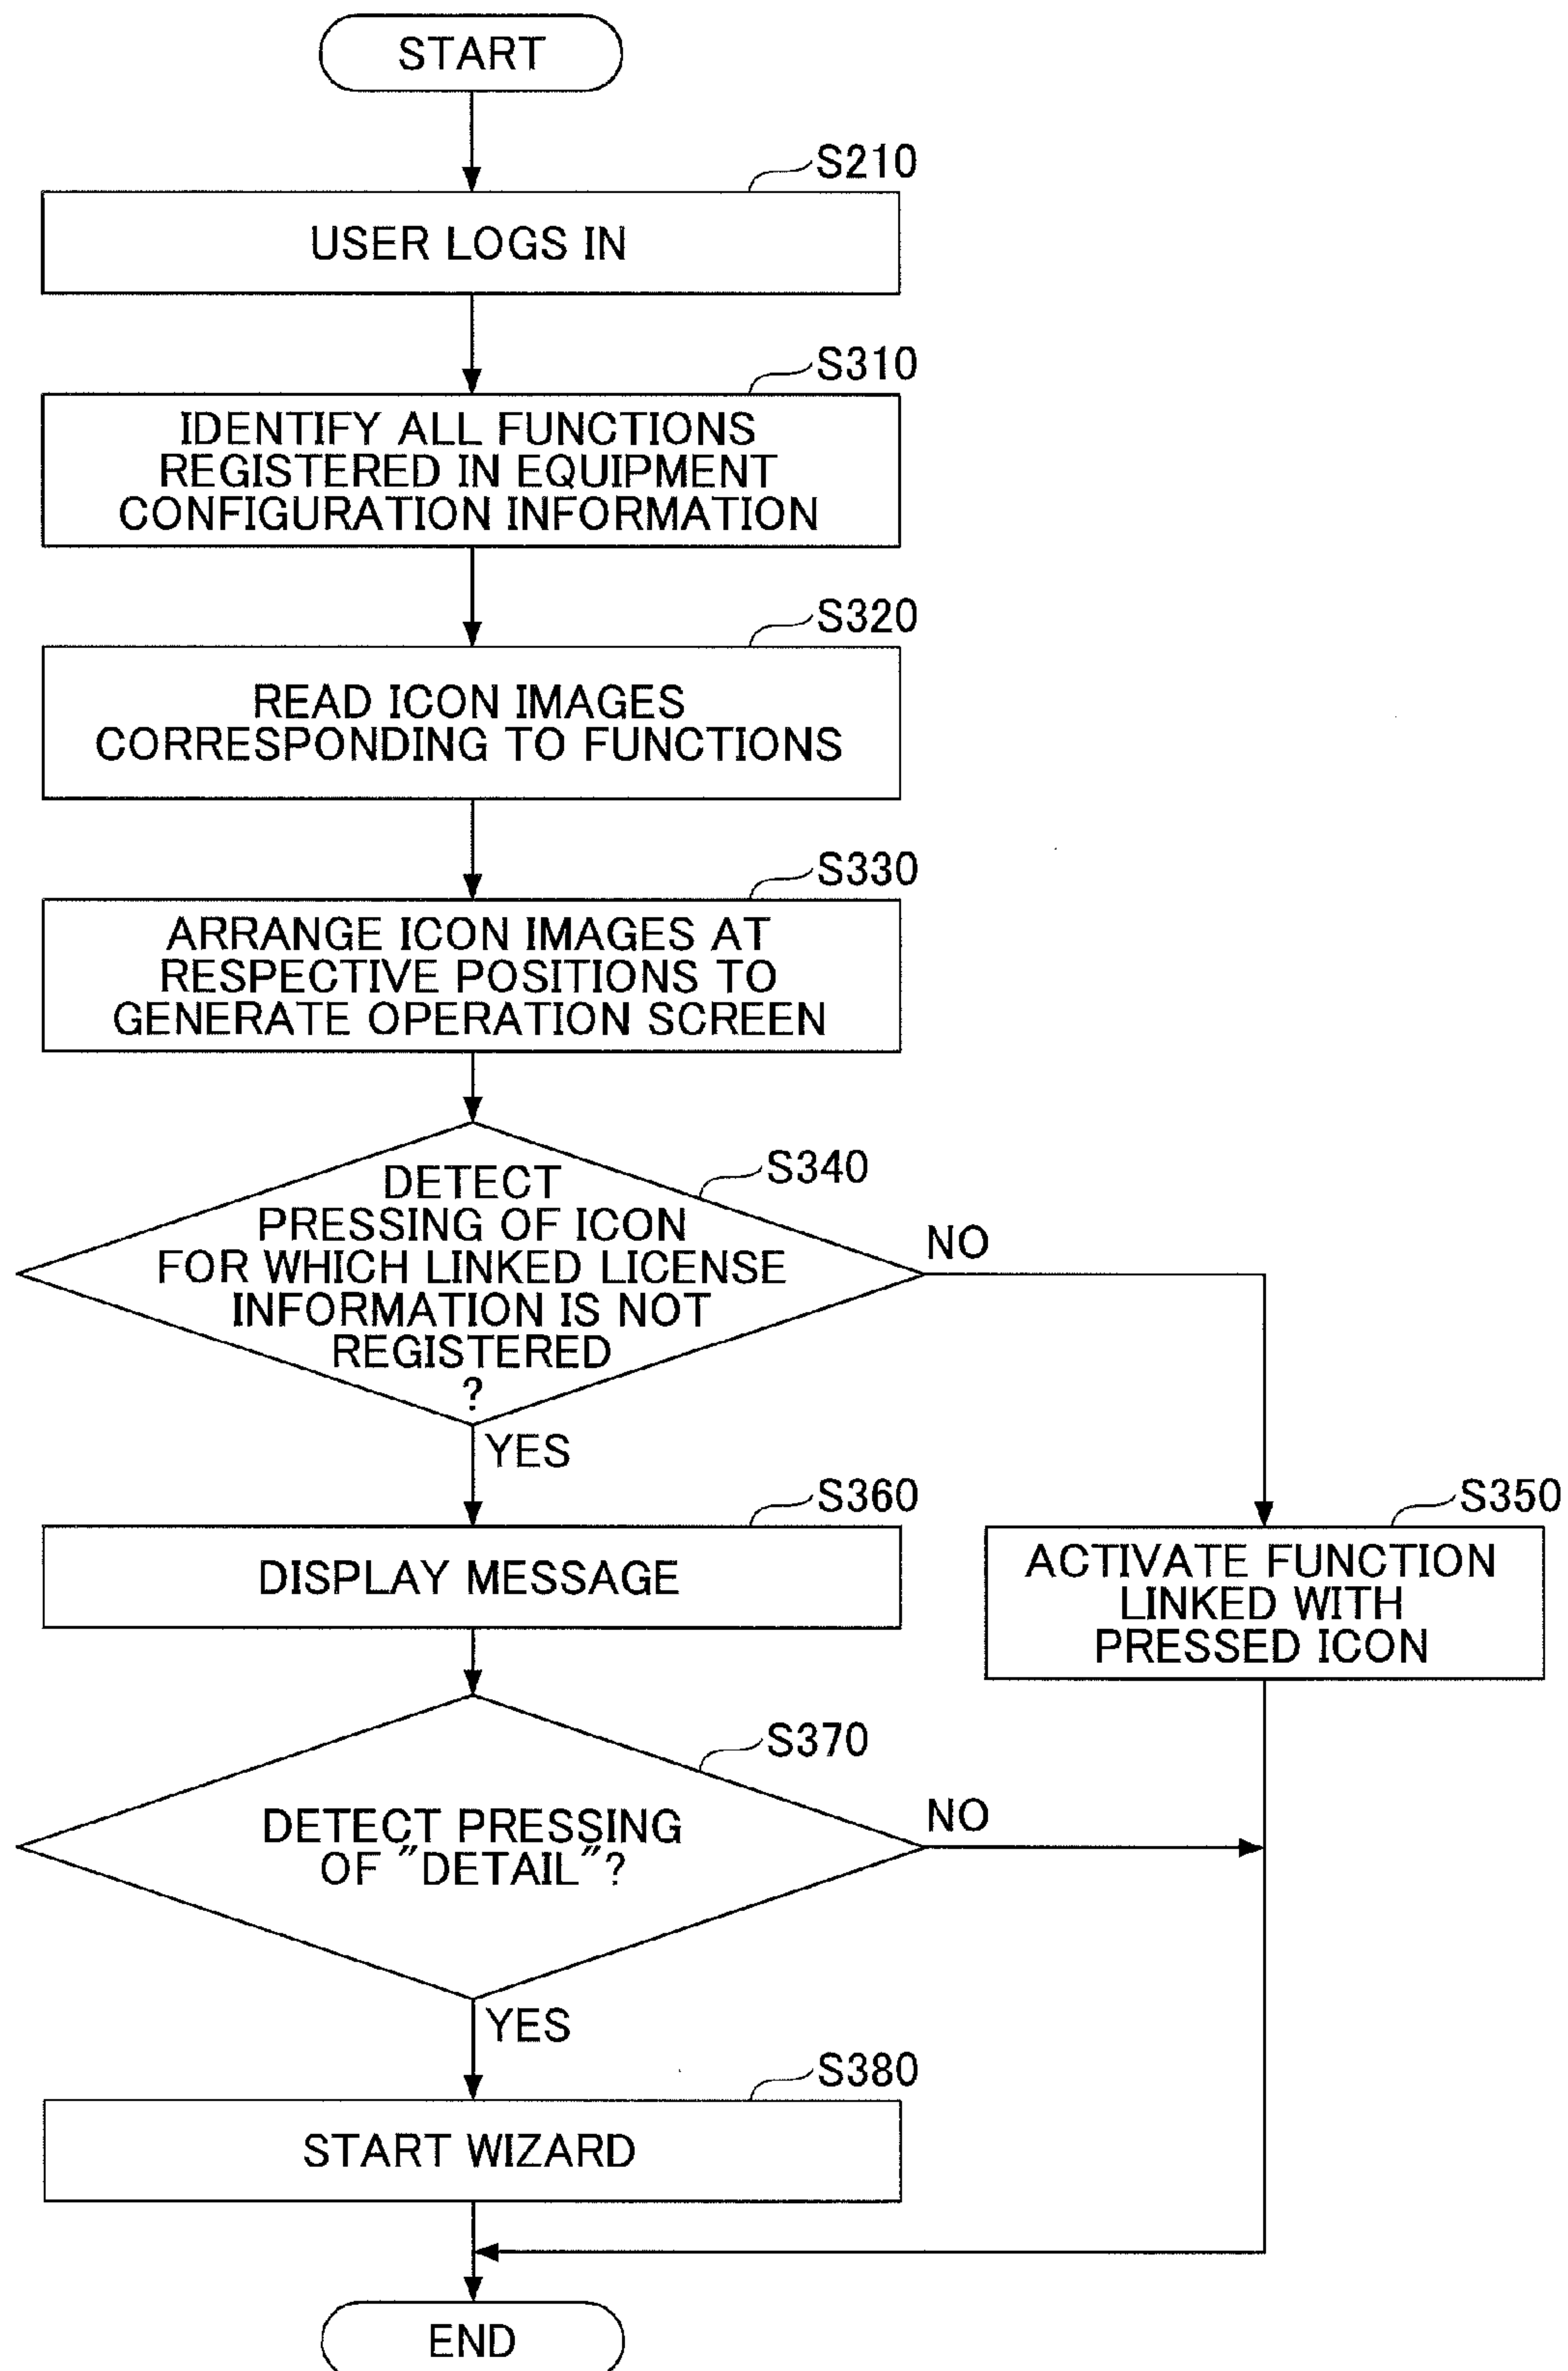 START
S210
USER LOGS IN
S310
IDENTIFY ALL FUNCTIONS
REGISTERED IN EQUIPMENT
CONFIGURATION INFORMATION
S320
READ ICON IMAGES
CORRESPONDING TO FUNCTIONS
S330
ARRANGE ICON IMAGES AT
RESPECTIVE POSITIONS TO
GENERATE OPERATION SCREEN
S340
DETECT
PRESSING OF ICON
FOR WHICH LINKED LICENSE
INFORMATION IS NOT
REGISTERED
?
NO
YES
S360
DISPLAY MESSAGE
S350
ACTIVATE FUNCTION
LINKED WITH
PRESSED ICON
S370
DETECT PRESSING
OF "DETAIL"?
NO
YES
S380
START WIZARD
END